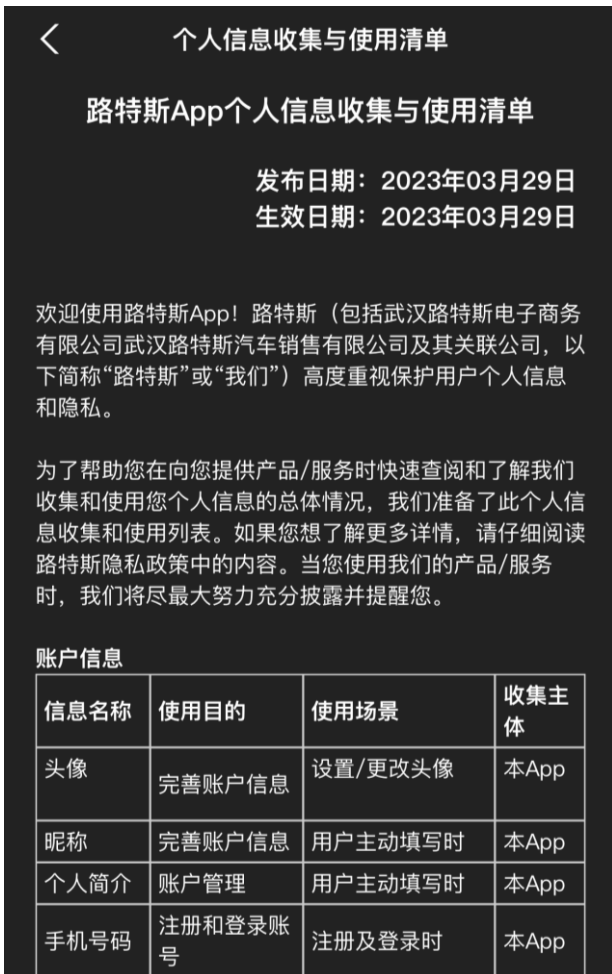 个人信息收集与使用清单
路特斯App个人信息收集与使用清单
发布日期：2023年03月29日
生效日期：2023年03月29日
欢迎使用路特斯App！路特斯（包括武汉路特斯电子商务
有限公司武汉路特斯汽车销售有限公司及其关联公司，以
下简称“路特斯”或“我们”）高度重视保护用户个人信息
和隐私。
为了帮助您在向您提供产品/服务时快速查阅和了解我们
收集和使用您个人信息的总体情况，我们准备了此个人信
息收集和使用列表。如果您想了解更多详情，请仔细阅读
路特斯隐私政策中的内容。当您使用我们的产品/服务
时，我们将尽最大努力充分披露并提醒您。
账户信息
信息名称 使用目的 使用场景 收集主
体
头像 完善账户信息 设置/更改头像 本App
昵称 完善账户信息 用户主动填写时 本App
个人简介 账户管理 用户主动填写时 本App
手机号码 注册和登录账
号 注册及登录时 本App